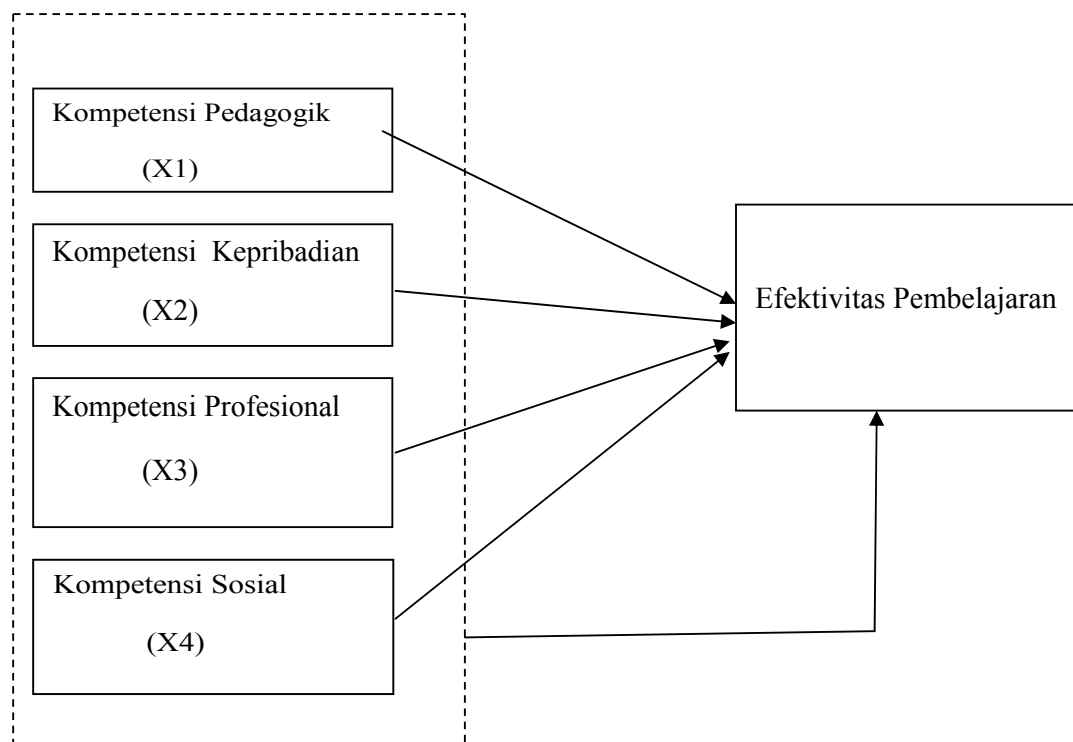 Kompetensi Pedagogik
(X1)
Kompetensi Kepribadian
(X2)
Kompetensi Profesional
(X3)
Kompetensi Sosial
(X4)
Efektivitas Pembelajaran